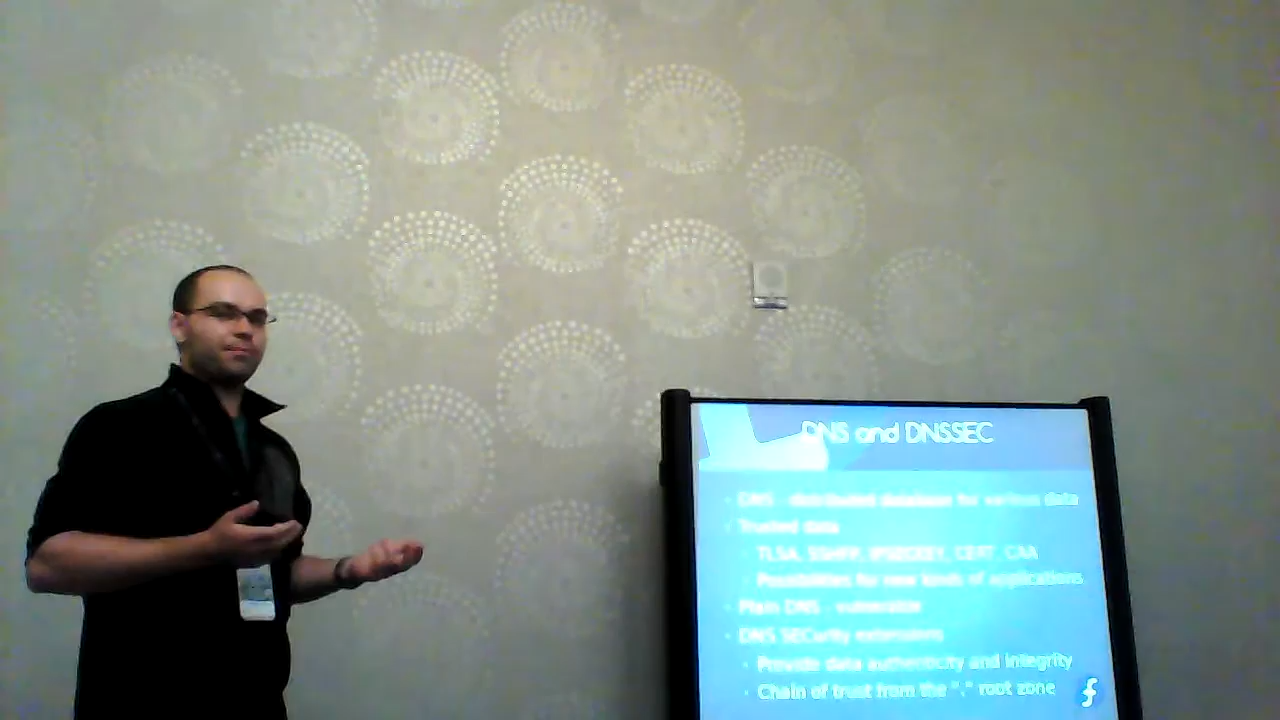 DNS and DNSSEC
DNS - distributed database for various data
Trusted data
TLSA, SSHFP, IPSECKEY, CERT, CAA
Possibilities for new kinds of applications
Plain DNS - vulnerable
DNS SECurity extensions
Provide data authenticity and integrity
Chain of trust from the "." root zone